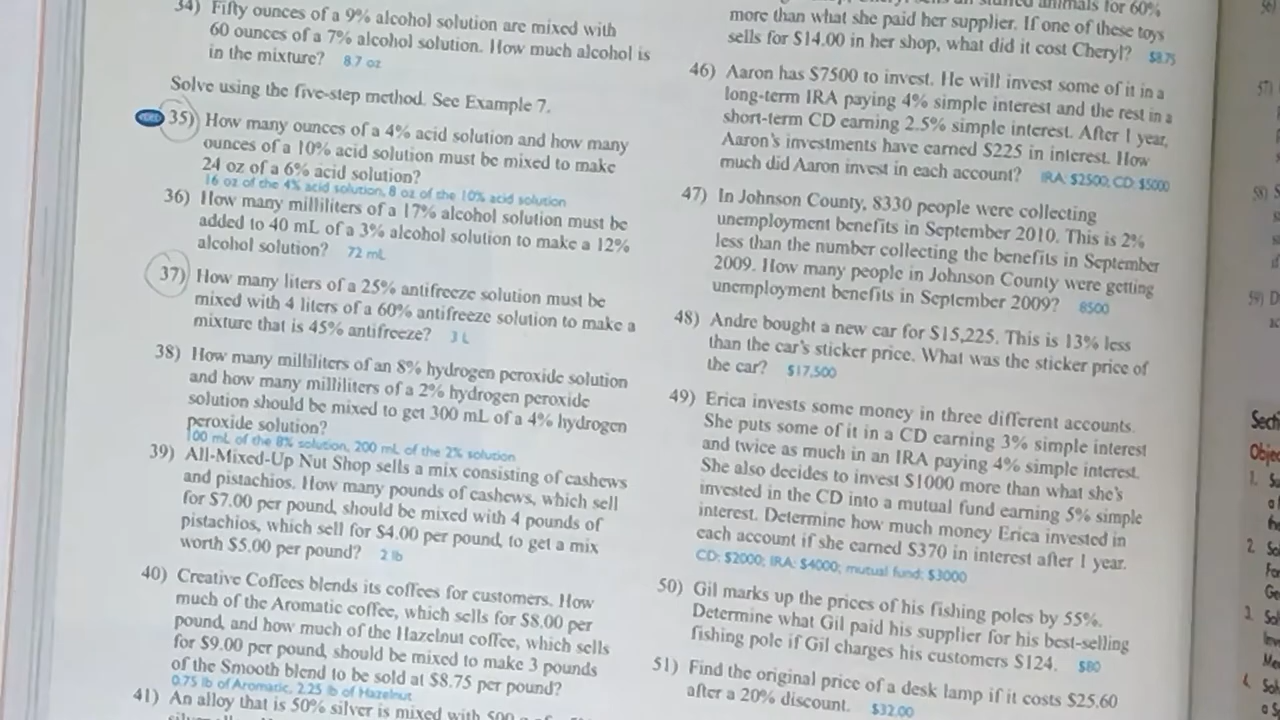 34) Fifty ounces of a 9% alcohol solution are mixed with
60 ounces of a 7% alcohol solution. How much alcohol is
in the mixture? 8.7 oz
Solve using the five-step method. See Example 7.
35) How many ounces of a 4% acid solution and how many
ounces of a 10% acid solution must be mixed to make
24 oz of a 6% acid solution?
16 oz of the 4% acid solution, 8 oz of the 10% acid solution
36) How many milliliters of a 17% alcohol solution must be
added to 40 mL of a 3% alcohol solution to make a 12%
alcohol solution? 72 mL
37) How many liters of a 25% antifreeze solution must be
mixed with 4 liters of a 60% antifreeze solution to make a
mixture that is 45% antifreeze? 3 L
38) How many milliliters of an 8% hydrogen peroxide solution
and how many milliliters of a 2% hydrogen peroxide
solution should be mixed to get 300 mL of a 4% hydrogen
peroxide solution?
100 mL of the 8% solution, 200 mL of the 2% solution
39) All-Mixed-Up Nut Shop sells a mix consisting of cashews
and pistachios. How many pounds of cashews, which sell
for $7.00 per pound, should be mixed with 4 pounds of
pistachios, which sell for $4.00 per pound, to get a mix
worth $5.00 per pound? 2 lb
40) Creative Coffees blends its coffees for customers. How
much of the Aromatic coffee, which sells for $8.00 per
pound, and how much of the Hazelnut coffee, which sells
for $9.00 per pound, should be mixed to make 3 pounds
of the Smooth blend to be sold at $8.75 per pound?
0.75 lb of Aromatic, 2.25 lb of Hazelnut
41) An alloy that is 50% silver is mixed with 500
animals for 60%
more than what she paid her supplier. If one of these toys
sells for $14.00 in her shop, what did it cost Cheryl? $8.75
46) Aaron has $7500 to invest. He will invest some of it in a
long-term IRA paying 4% simple interest and the rest in a
short-term CD earning 2.5% simple interest. After 1 year,
Aaron's investments have earned $225 in interest. How
much did Aaron invest in each account? IRA: $2500; CD: $5000
47) In Johnson County, 8330 people were collecting
unemployment benefits in September 2010. This is 2%
less than the number collecting the benefits in September
2009. How many people in Johnson County were getting
unemployment benefits in September 2009? 8500
48) Andre bought a new car for $15,225. This is 13% less
than the car's sticker price. What was the sticker price of
the car? $17,500
49) Erica invests some money in three different accounts.
She puts some of it in a CD earning 3% simple interest
and twice as much in an IRA paying 4% simple interest.
She also decides to invest $1000 more than what she's
invested in the CD into a mutual fund earning 5% simple
interest. Determine how much money Erica invested in
each account if she earned $370 in interest after 1 year.
CD: $2000; IRA: $4000; mutual fund: $3000
50) Gil marks up the prices of his fishing poles by 55%.
Determine what Gil paid his supplier for his best-selling
fishing pole if Gil charges his customers $124. $80
51) Find the original price of a desk lamp if it costs $25.60
after a 20% discount. $32.00
57)
58)
59)
1.
2.
3.
4.